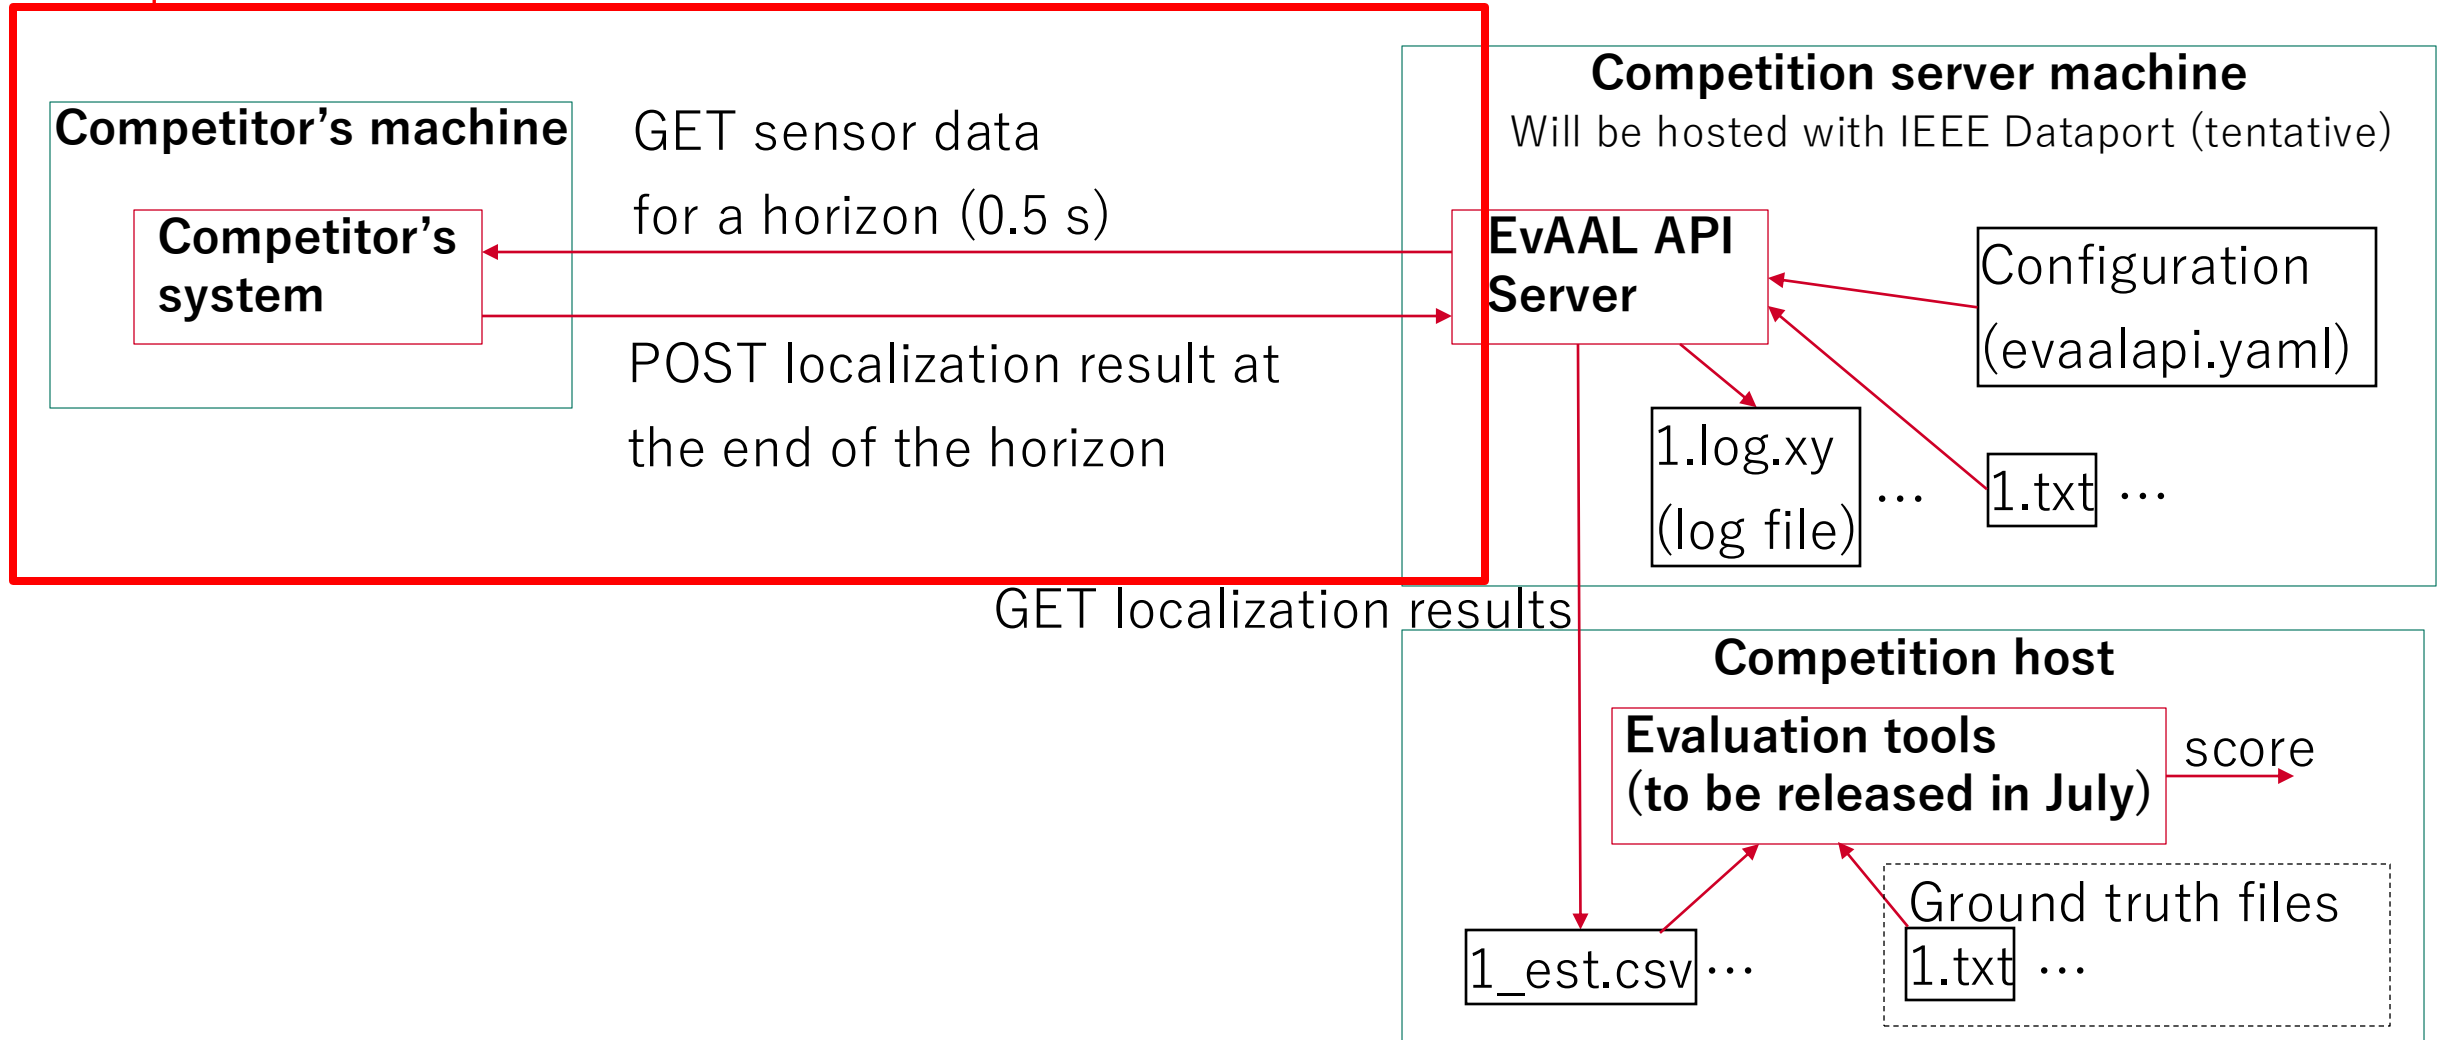 Competitor’s machine
Competitor’s
system
GET sensor data
for a horizon (0.5 s)
POST localization result at
the end of the horizon
Competition server machine
Will be hosted with IEEE Dataport (tentative)
EvAAL API
Server
Configuration
(evaalapi.yaml)
1.log.xy
(log file)
…
1.txt …
GET localization results
Competition host
Evaluation tools
(to be released in July)
score
Ground truth files
1_est.csv …
1.txt …